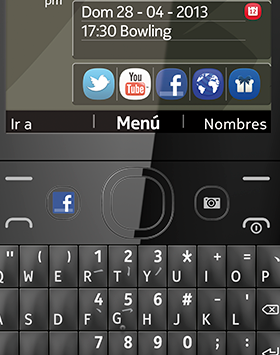 pm
Dom 28 - 04 - 2013
17:30 Bowling
You
Tube
f
Ir a
Menú
Nombres
f
" 1 2 3 * + = -
Q W E R T Y U I O P
4 5 6 # - ! :
A S D F G H J K L
7 8 9 0 ; ,